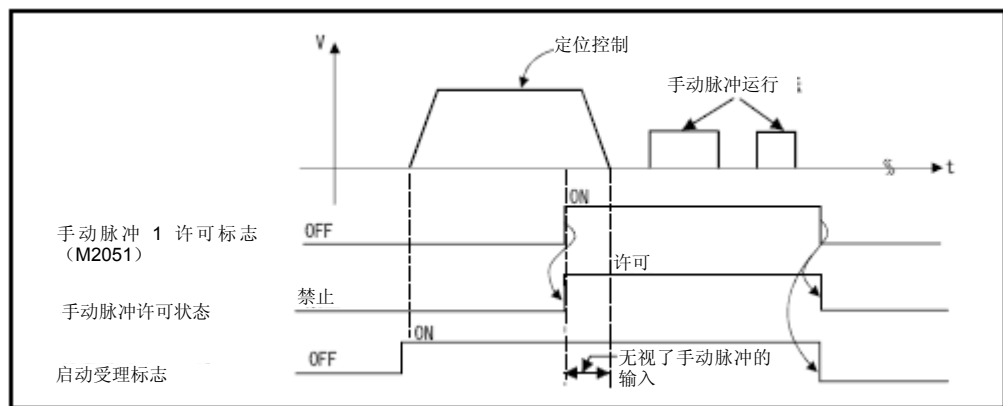 V
定位控制
手动脉冲运行
t
ON
手动脉冲 1 许可标志
（M2051）
OFF
许可
禁止
手动脉冲许可状态
ON
OFF
启动受理标志
无视了手动脉冲的
输入